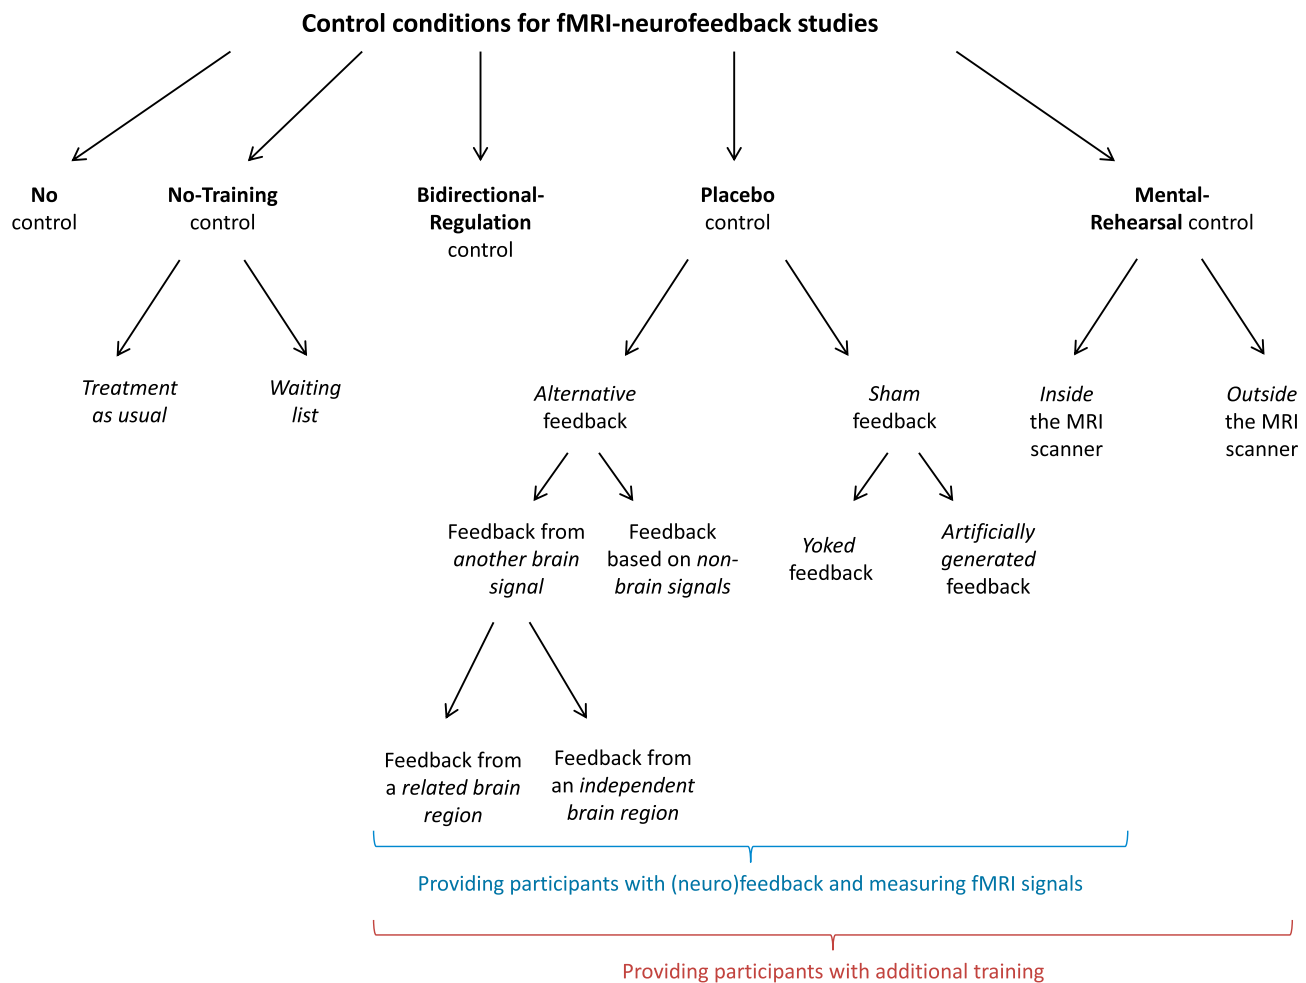 Control conditions for fMRI-neurofeedback studies
No
control
No-Training
control
Bidirectional-
Regulation
control
Placebo
control
Mental-
Rehearsal control
Treatment
as usual
Waiting
list
Alternative
feedback
Sham
feedback
Inside
the MRI
scanner
Outside
the MRI
scanner
Feedback from
another brain
signal
Feedback
based on non-
brain signals
Yoked
feedback
Artificially
generated
feedback
Feedback from
a related brain
region
Feedback from
an independent
brain region
Providing participants with (neuro)feedback and measuring fMRI signals
Providing participants with additional training